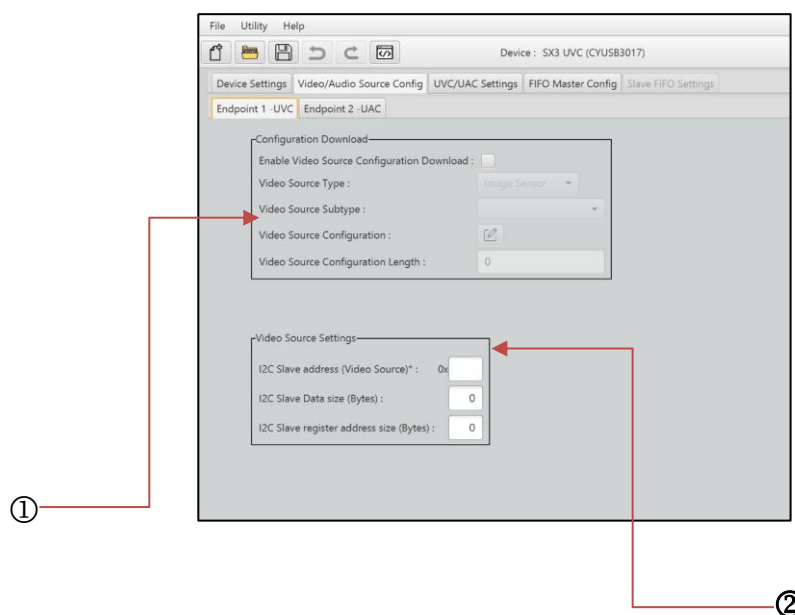 File Utility Help
Device : SX3 UVC (CYUSB3017)
Device Settings Video/Audio Source Config UVC/UAC Settings FIFO Master Config Slave FIFO Settings
Endpoint 1 -UVC Endpoint 2 -UAC
Configuration Download
Enable Video Source Configuration Download :
Video Source Type : Image Sensor
Video Source Subtype :
Video Source Configuration :
Video Source Configuration Length : 0
Video Source Settings
I2C Slave address (Video Source)* : 0x
I2C Slave Data size (Bytes) : 0
I2C Slave register address size (Bytes) : 0
①
②